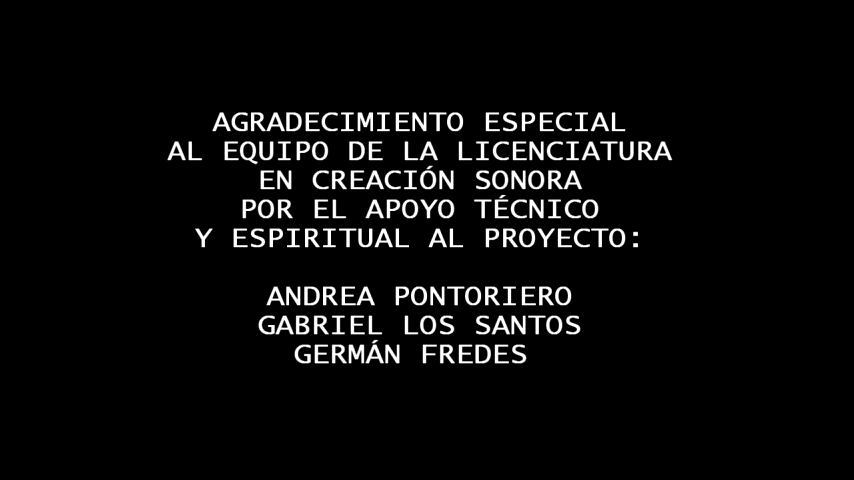 AGRADECIMIENTO ESPECIAL
AL EQUIPO DE LA LICENCIATURA
EN CREACIÓN SONORA
POR EL APOYO TÉCNICO
Y ESPIRITUAL AL PROYECTO:
ANDREA PONTORIERO
GABRIEL LOS SANTOS
GERMÁN FREDES